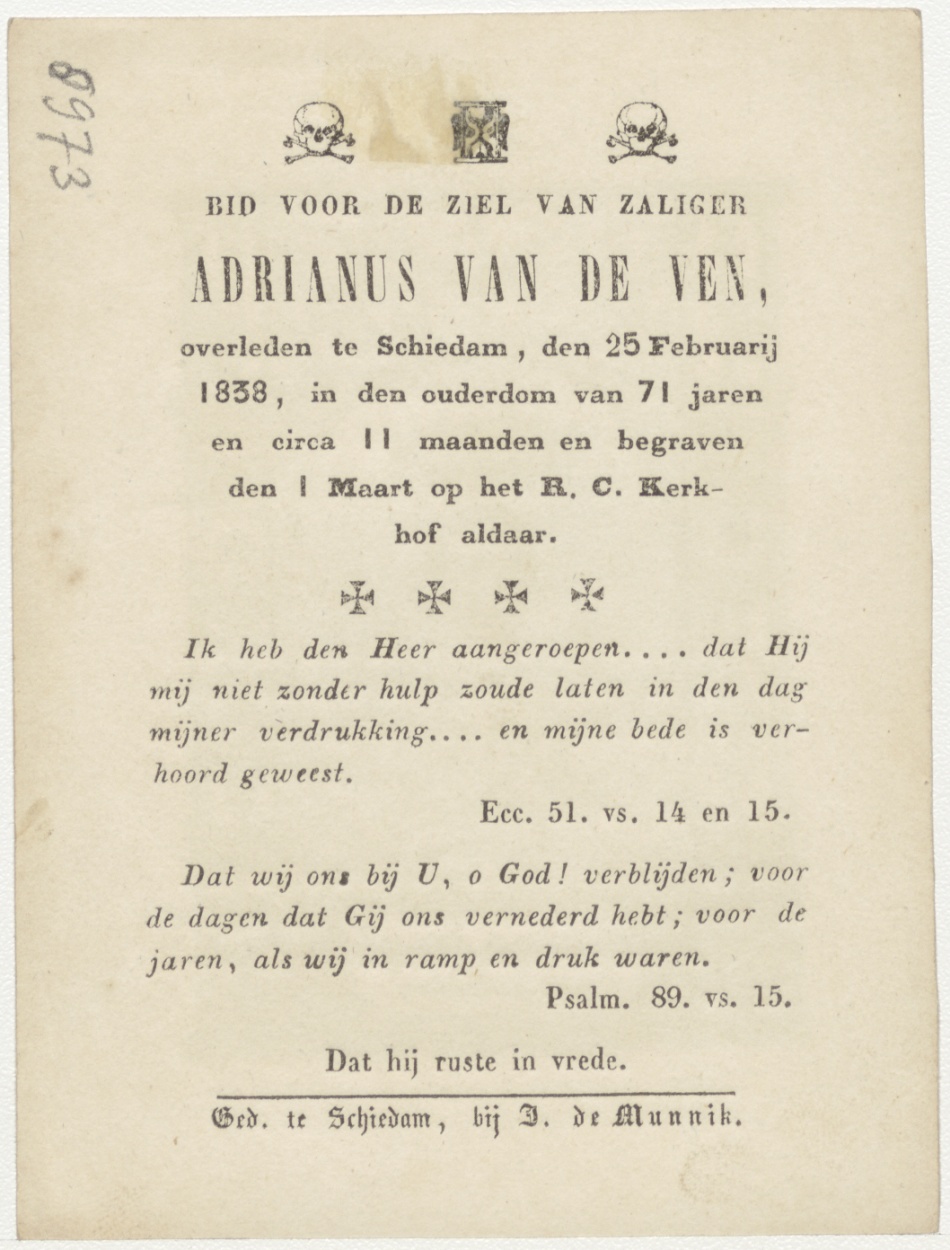 8973
BID VOOR DE ZIEL VAN ZALIGER
ADRIANUS VAN DE VEN,
overleden te Schiedam, den 25 Februarij
1838, in den ouderdom van 71 jaren
en circa 11 maanden en begraven
den 1 Maart op het R. C. Kerk-
hof aldaar.
Ik heb den Heer aangeroepen.... dat Hij
mij niet zonder hulp zoude laten in den dag
mijner verdrukking.... en mijne bede is ver-
hoord geweest.
Ecc. 51. vs. 14 en 15.
Dat wij ons bij U, o God! verblijden; voor
de dagen dat Gij ons vernederd hebt; voor de
jaren, als wij in ramp en druk waren.
Psalm. 89. vs. 15.
Dat hij ruste in vrede.
Ged. te Schiedam, bij J. de Munnik.